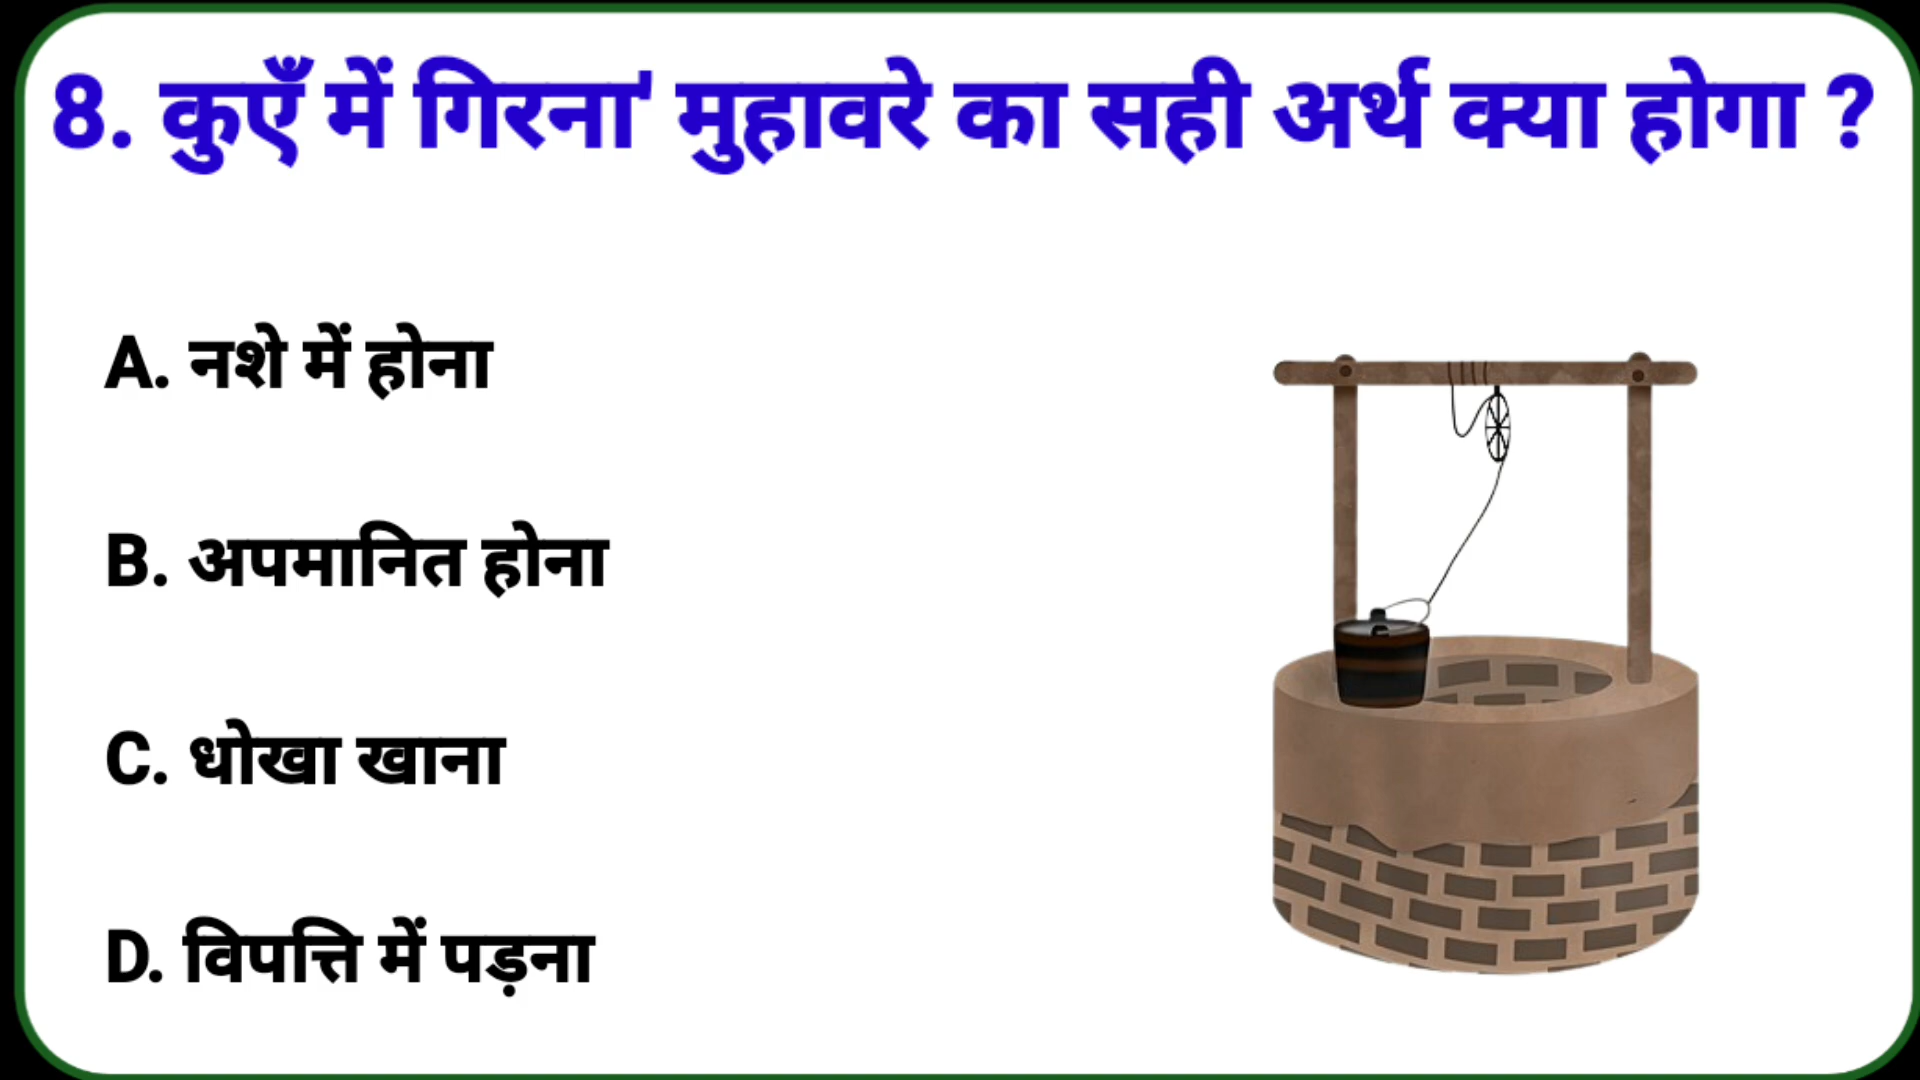 8. कुएँ में गिरना' मुहावरे का सही अर्थ क्या होगा ?
A. नशे में होना
B. अपमानित होना
C. धोखा खाना
D. विपत्ति में पड़ना